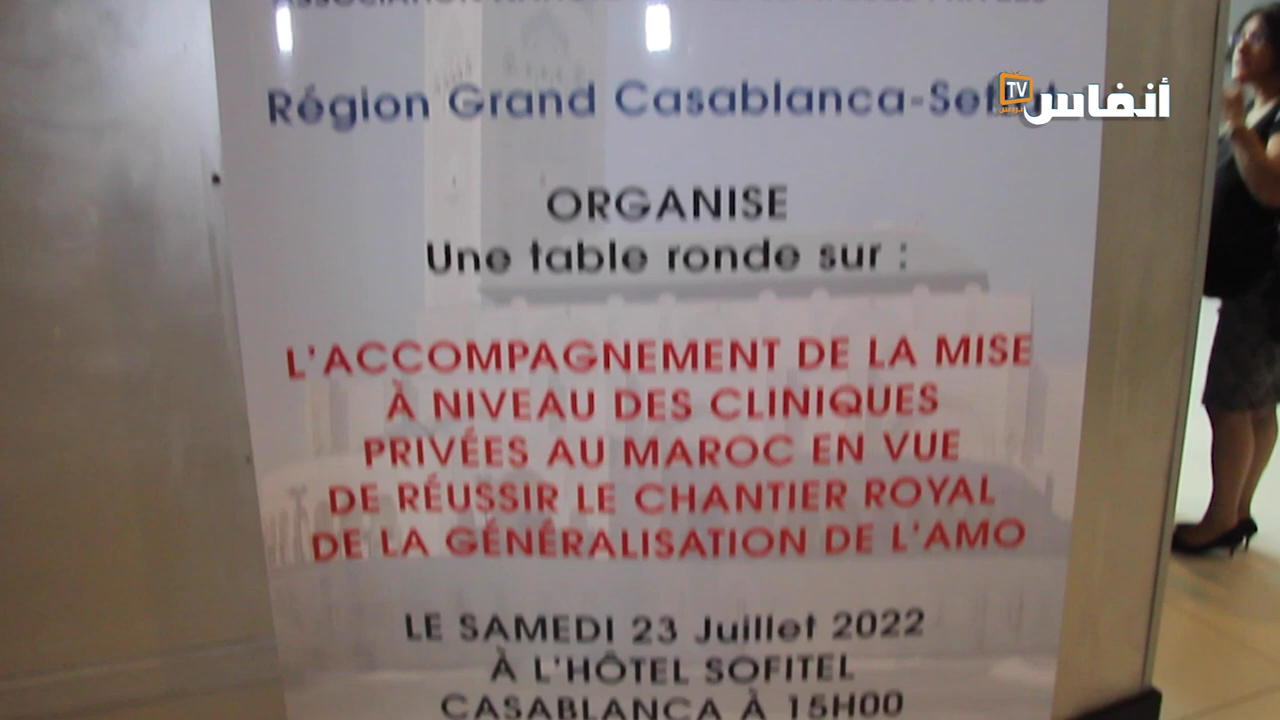 Région Grand Casablanca-Settat
ORGANISE
Une table ronde sur :
L'ACCOMPAGNEMENT DE LA MISE
À NIVEAU DES CLINIQUES
PRIVÉES AU MAROC EN VUE
DE RÉUSSIR LE CHANTIER ROYAL
DE LA GÉNÉRALISATION DE L'AMO
LE SAMEDI 23 Juillet 2022
À L'HÔTEL SOFITEL
CASABLANCA À 15H00
أنفاس
TV
بريس